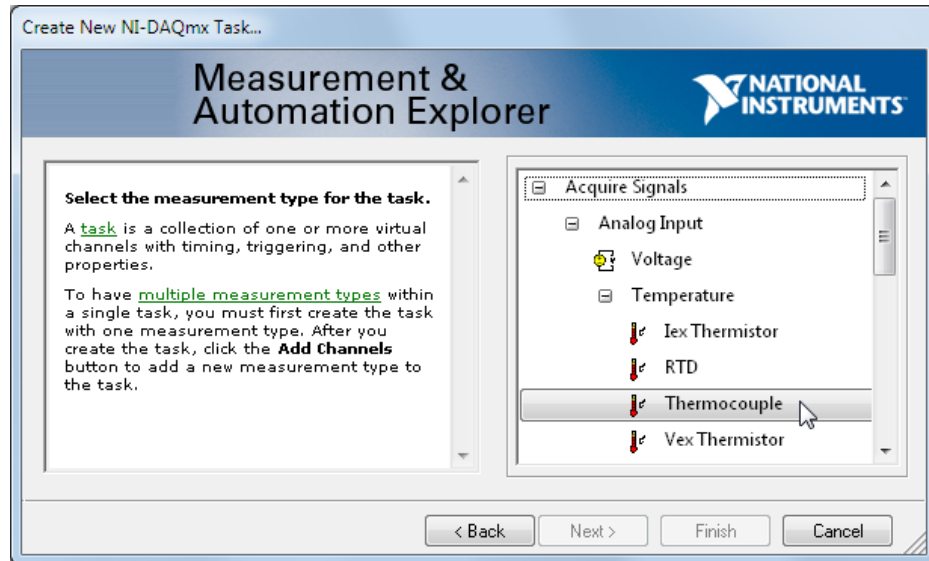 Create New NI-DAQmx Task...
Measurement &
Automation Explorer
NATIONAL
INSTRUMENTS
Select the measurement type for the task.
A task is a collection of one or more virtual
channels with timing, triggering, and other
properties.
To have multiple measurement types within
a single task, you must first create the task
with one measurement type. After you
create the task, click the Add Channels
button to add a new measurement type to
the task.
Acquire Signals
Analog Input
Voltage
Temperature
Iex Thermistor
RTD
Thermocouple
Vex Thermistor
< Back
Next >
Finish
Cancel